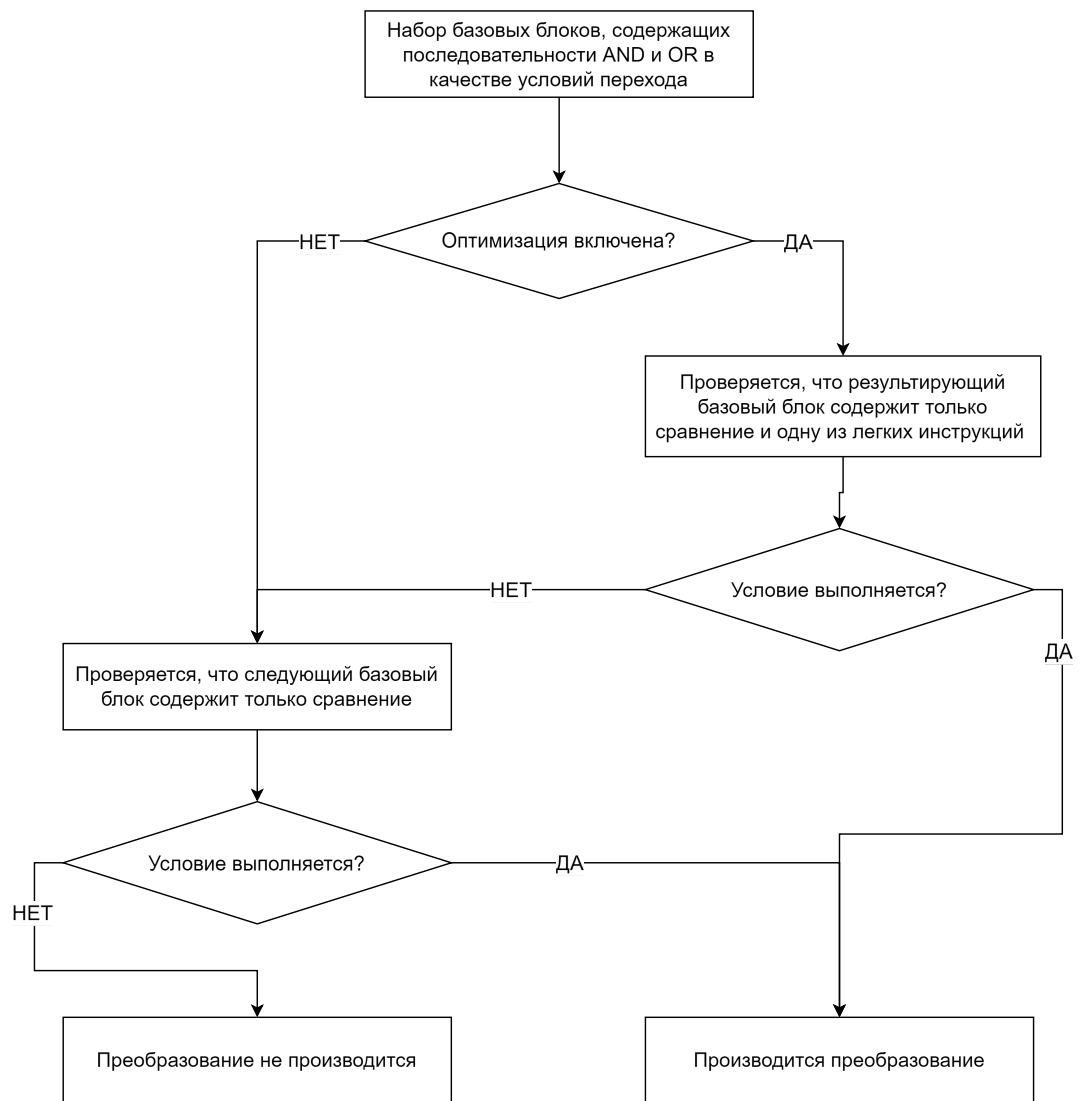 Набор базовых блоков, содержащих
последовательности AND и OR в
качестве условий перехода
Оптимизация включена?
НЕТ
ДА
Проверяется, что результирующий
базовый блок содержит только
сравнение и одну из легких инструкций
Условие выполняется?
НЕТ
ДА
Проверяется, что следующий базовый
блок содержит только сравнение
Условие выполняется?
ДА
НЕТ
Преобразование не производится
Производится преобразование